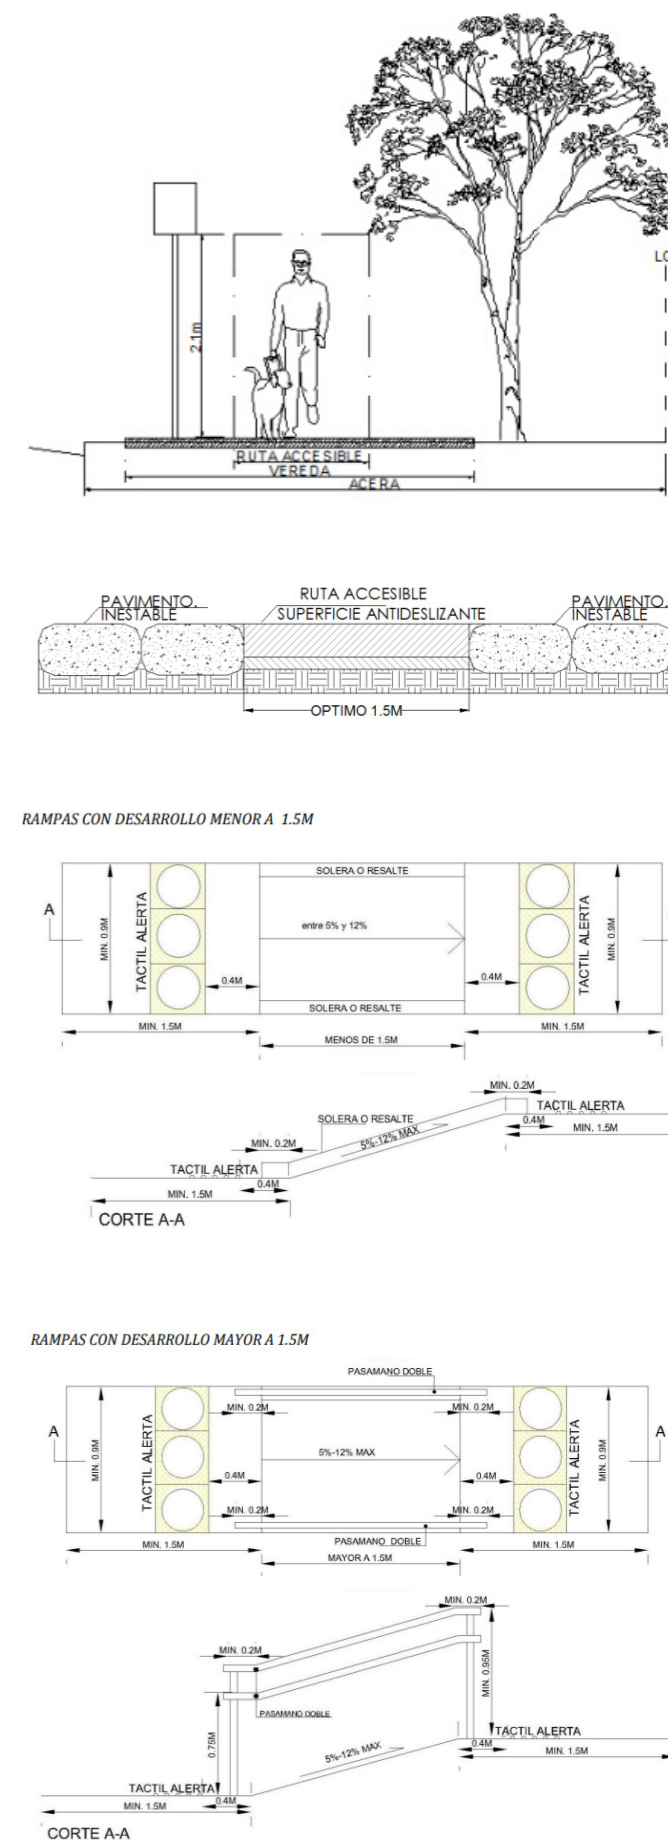 LC
2.1m
RUTA ACCESIBLE
VEREDA
ACERA
PAVIMENTO.
INESTABLE
RUTA ACCESIBLE
SUPERFICIE ANTIDESLIZANTE
PAVIMENTO.
INESTABLE
OPTIMO 1.5M
RAMPAS CON DESARROLLO MENOR A 1.5M
SOLERA O RESALTE
A
MIN. 0.9M
TACTIL ALERTA
entre 5% y 12%
TACTIL ALERTA
MIN. 0.9M
A
0.4M
0.4M
SOLERA O RESALTE
MIN. 1.5M
MENOS DE 1.5M
MIN. 1.5M
MIN. 0.2M
TACTIL ALERTA
SOLERA O RESALTE
0.4M
5%-12% MAX
MIN. 1.5M
MIN. 0.2M
TACTIL ALERTA
0.4M
MIN. 1.5M
CORTE A-A
RAMPAS CON DESARROLLO MAYOR A 1.5M
PASAMANO DOBLE
MIN. 0.2M
MIN. 0.2M
A
MIN. 0.9M
TACTIL ALERTA
5%-12% MAX
TACTIL ALERTA
MIN. 0.9M
A
0.4M
0.4M
MIN. 0.2M
MIN. 0.2M
PASAMANO DOBLE
MIN. 1.5M
MAYOR A 1.5M
MIN. 1.5M
MIN. 0.2M
MIN. 0.2M
MIN. 0.95M
PASAMANO DOBLE
0.75M
TACTIL ALERTA
5%-12% MAX
0.4M
MIN. 1.5M
TACTIL ALERTA
0.4M
MIN. 1.5M
CORTE A-A